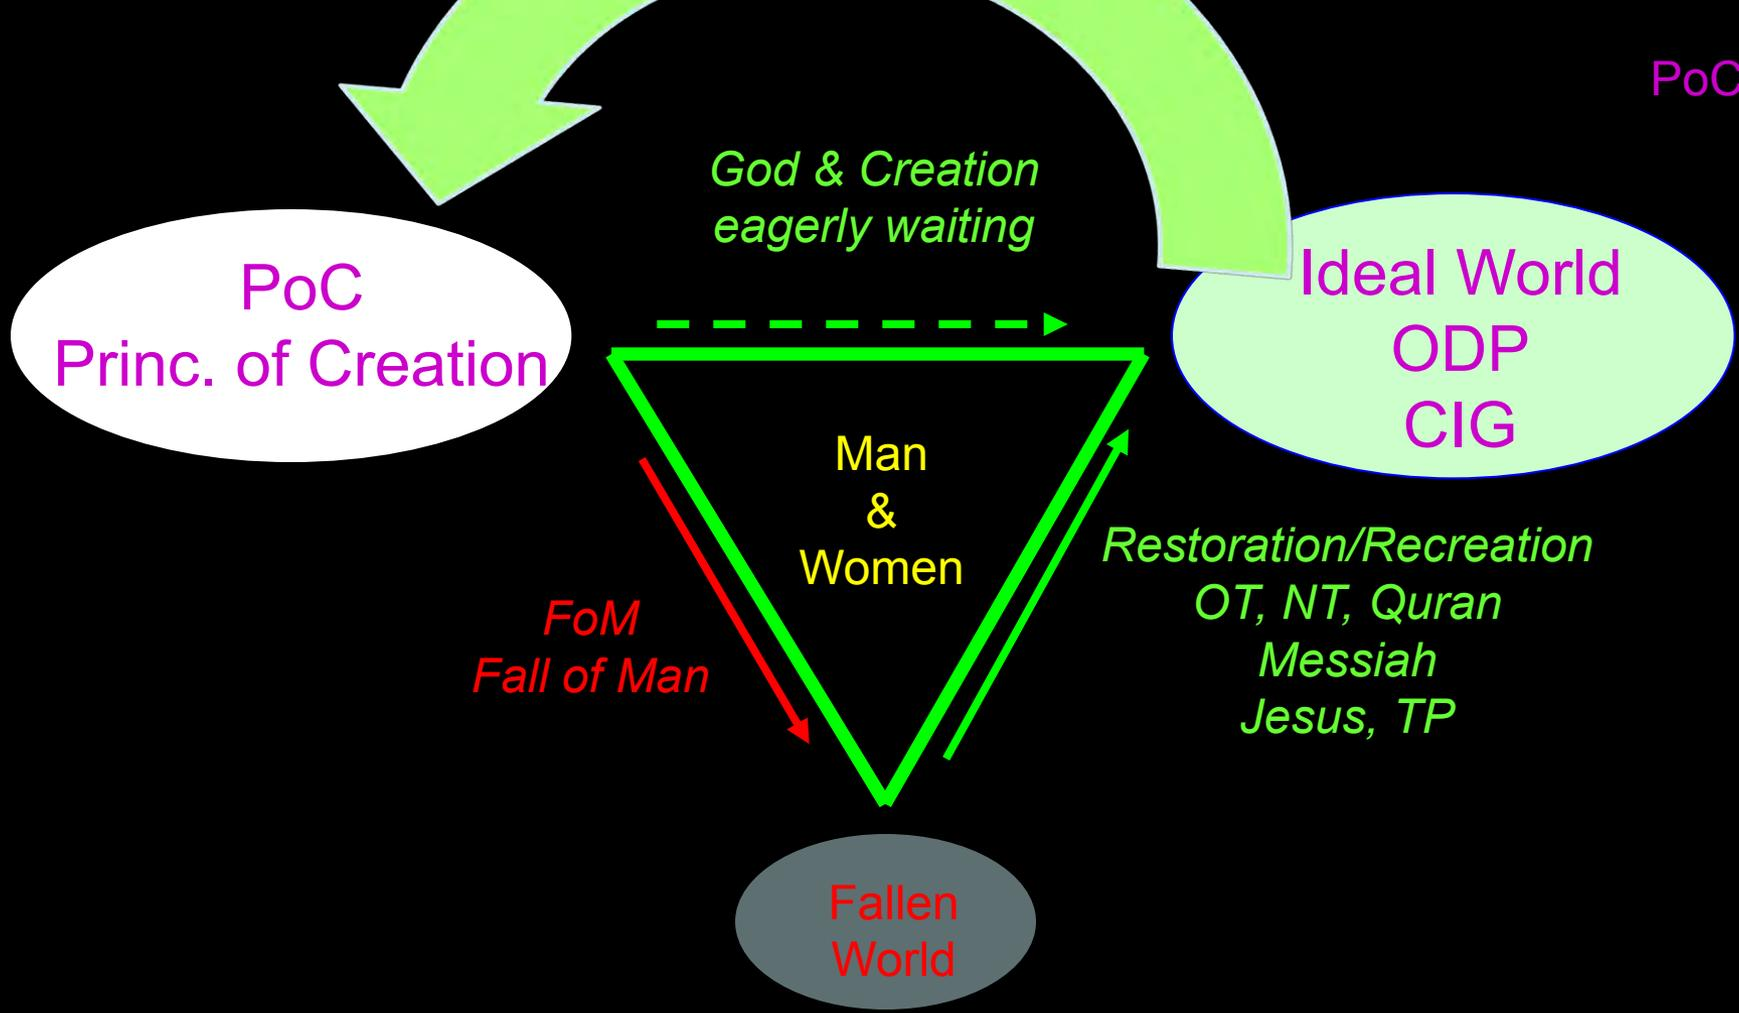 PoC
God & Creation
eagerly waiting
PoC
Princ. of Creation
Ideal World
ODP
CIG
Man
&
Women
Restoration/Recreation
OT, NT, Quran
Messiah
Jesus, TP
FoM
Fall of Man
Fallen
World